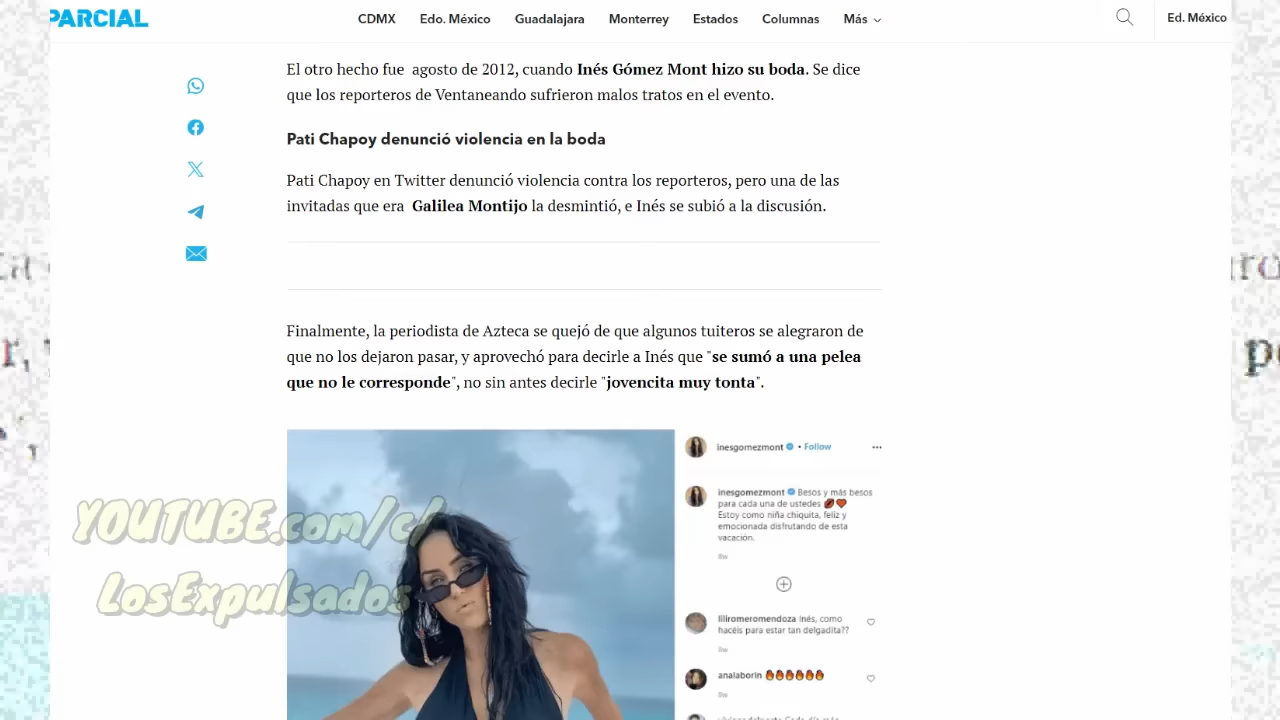 PARCIAL
CDMX Edo. México Guadalajara Monterrey Estados Columnas Más Ed. México
El otro hecho fue agosto de 2012, cuando Inés Gómez Mont hizo su boda. Se dice
que los reporteros de Ventaneando sufrieron malos tratos en el evento.
Pati Chapoy denunció violencia en la boda
Pati Chapoy en Twitter denunció violencia contra los reporteros, pero una de las
invitadas que era Galilea Montijo la desmintió, e Inés se subió a la discusión.
Finalmente, la periodista de Azteca se quejó de que algunos tuiteros se alegraron de
que no los dejaron pasar, y aprovechó para decirle a Inés que "se sumó a una pelea
que no le corresponde", no sin antes decirle "jovencita muy tonta".
inesgomezmont • Follow
inesgomezmont Besos y más besos
para cada una de ustedes
Estoy como niña chiquita, feliz y
emocionada disfrutando de esta
vacación.
liliromeromendoza Inés, como
hacéis para estar tan delgadita??
analaborin
YOUTUBE.com/c/
LosExpulsados